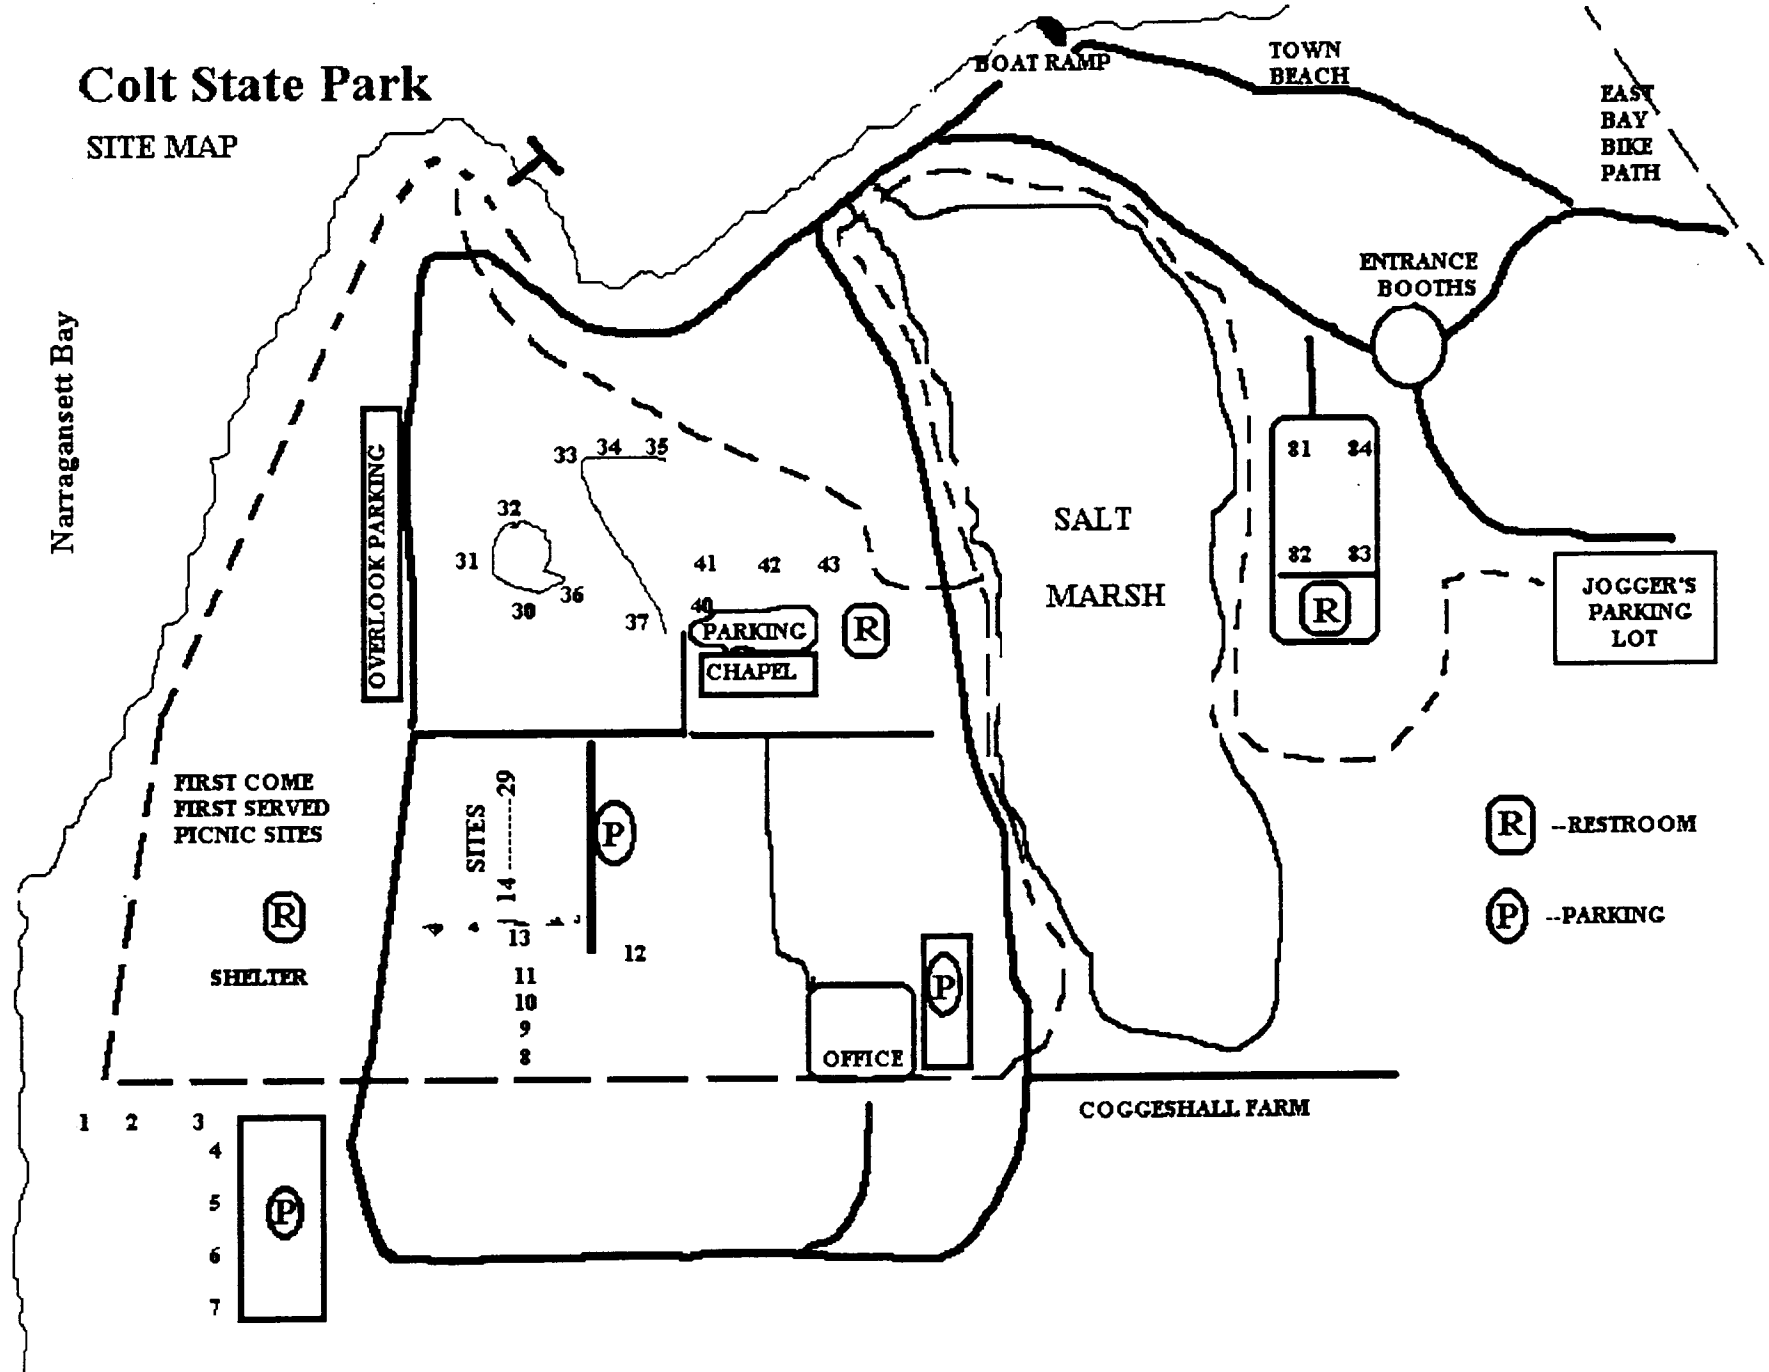 Colt State Park
SITE MAP
BOAT RAMP
TOWN
BEACH
EAST
BAY
BIKE
PATH
ENTRANCE
BOOTHS
Narragansett Bay
OVERLOOK PARKING
33 34 35
32
31
30
36
37
41 42 43
40
PARKING
CHAPEL
R
SALT
MARSH
81 84
82 83
R
JOGGER'S
PARKING
LOT
FIRST COME
FIRST SERVED
PICNIC SITES
R
SHELTER
SITES
14 -------- 29
P
13
12
11
10
9
8
P
OFFICE
R --RESTROOM
P --PARKING
COGGESHALL FARM
1 2 3
4
5
6
7
P